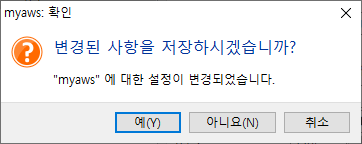 myaws: 확인
변경된 사항을 저장하시겠습니까?
"myaws" 에 대한 설정이 변경되었습니다.
예(Y)
아니요(N)
취소